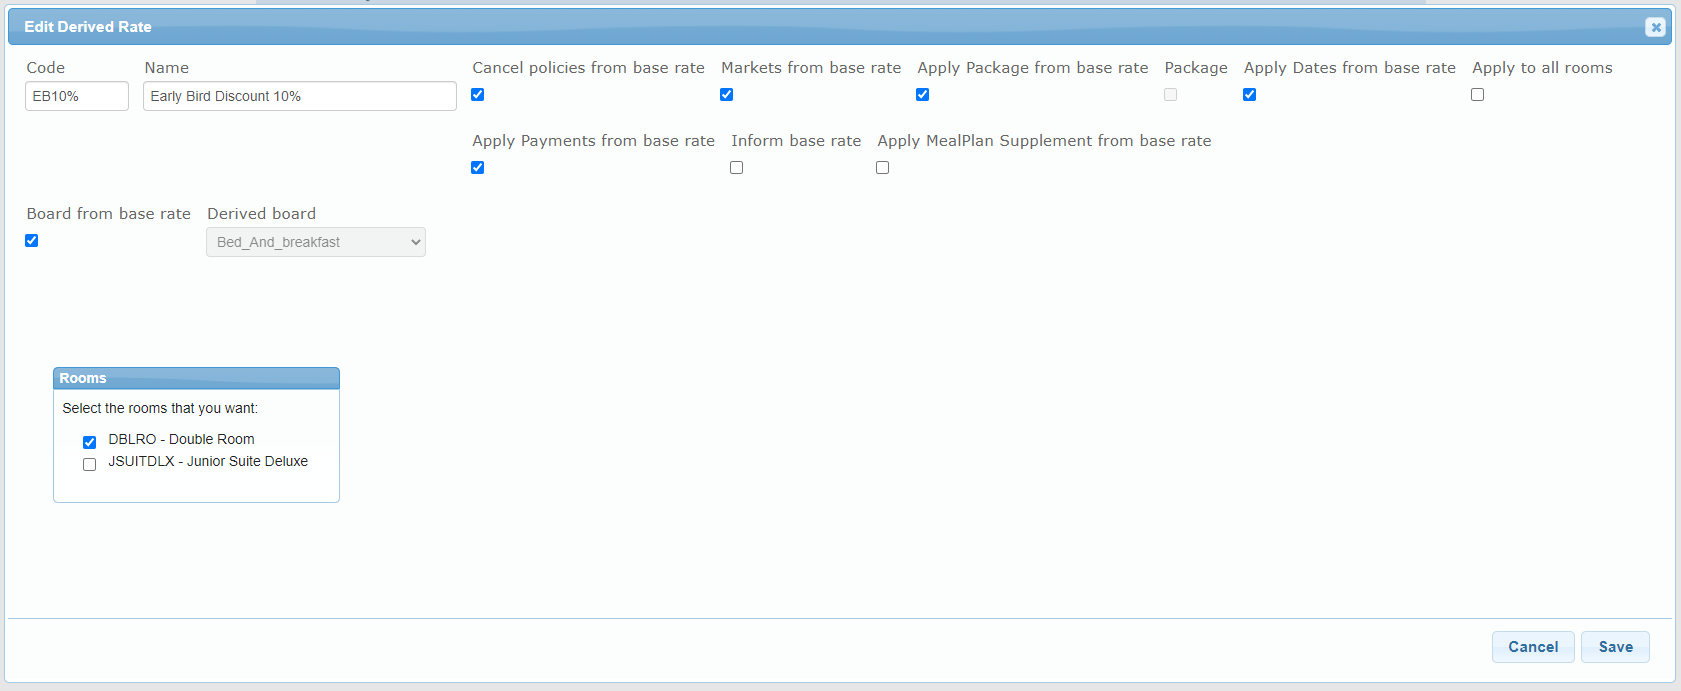 Edit Derived Rate
Code Name Cancel policies from base rate Markets from base rate Apply Package from base rate Package Apply Dates from base rate Apply to all rooms
EB10% Early Bird Discount 10%
Apply Payments from base rate Inform base rate Apply MealPlan Supplement from base rate
Board from base rate Derived board
Bed_And_breakfast
Rooms
Select the rooms that you want:
DBLRO - Double Room
JSUITDLX - Junior Suite Deluxe
Cancel Save